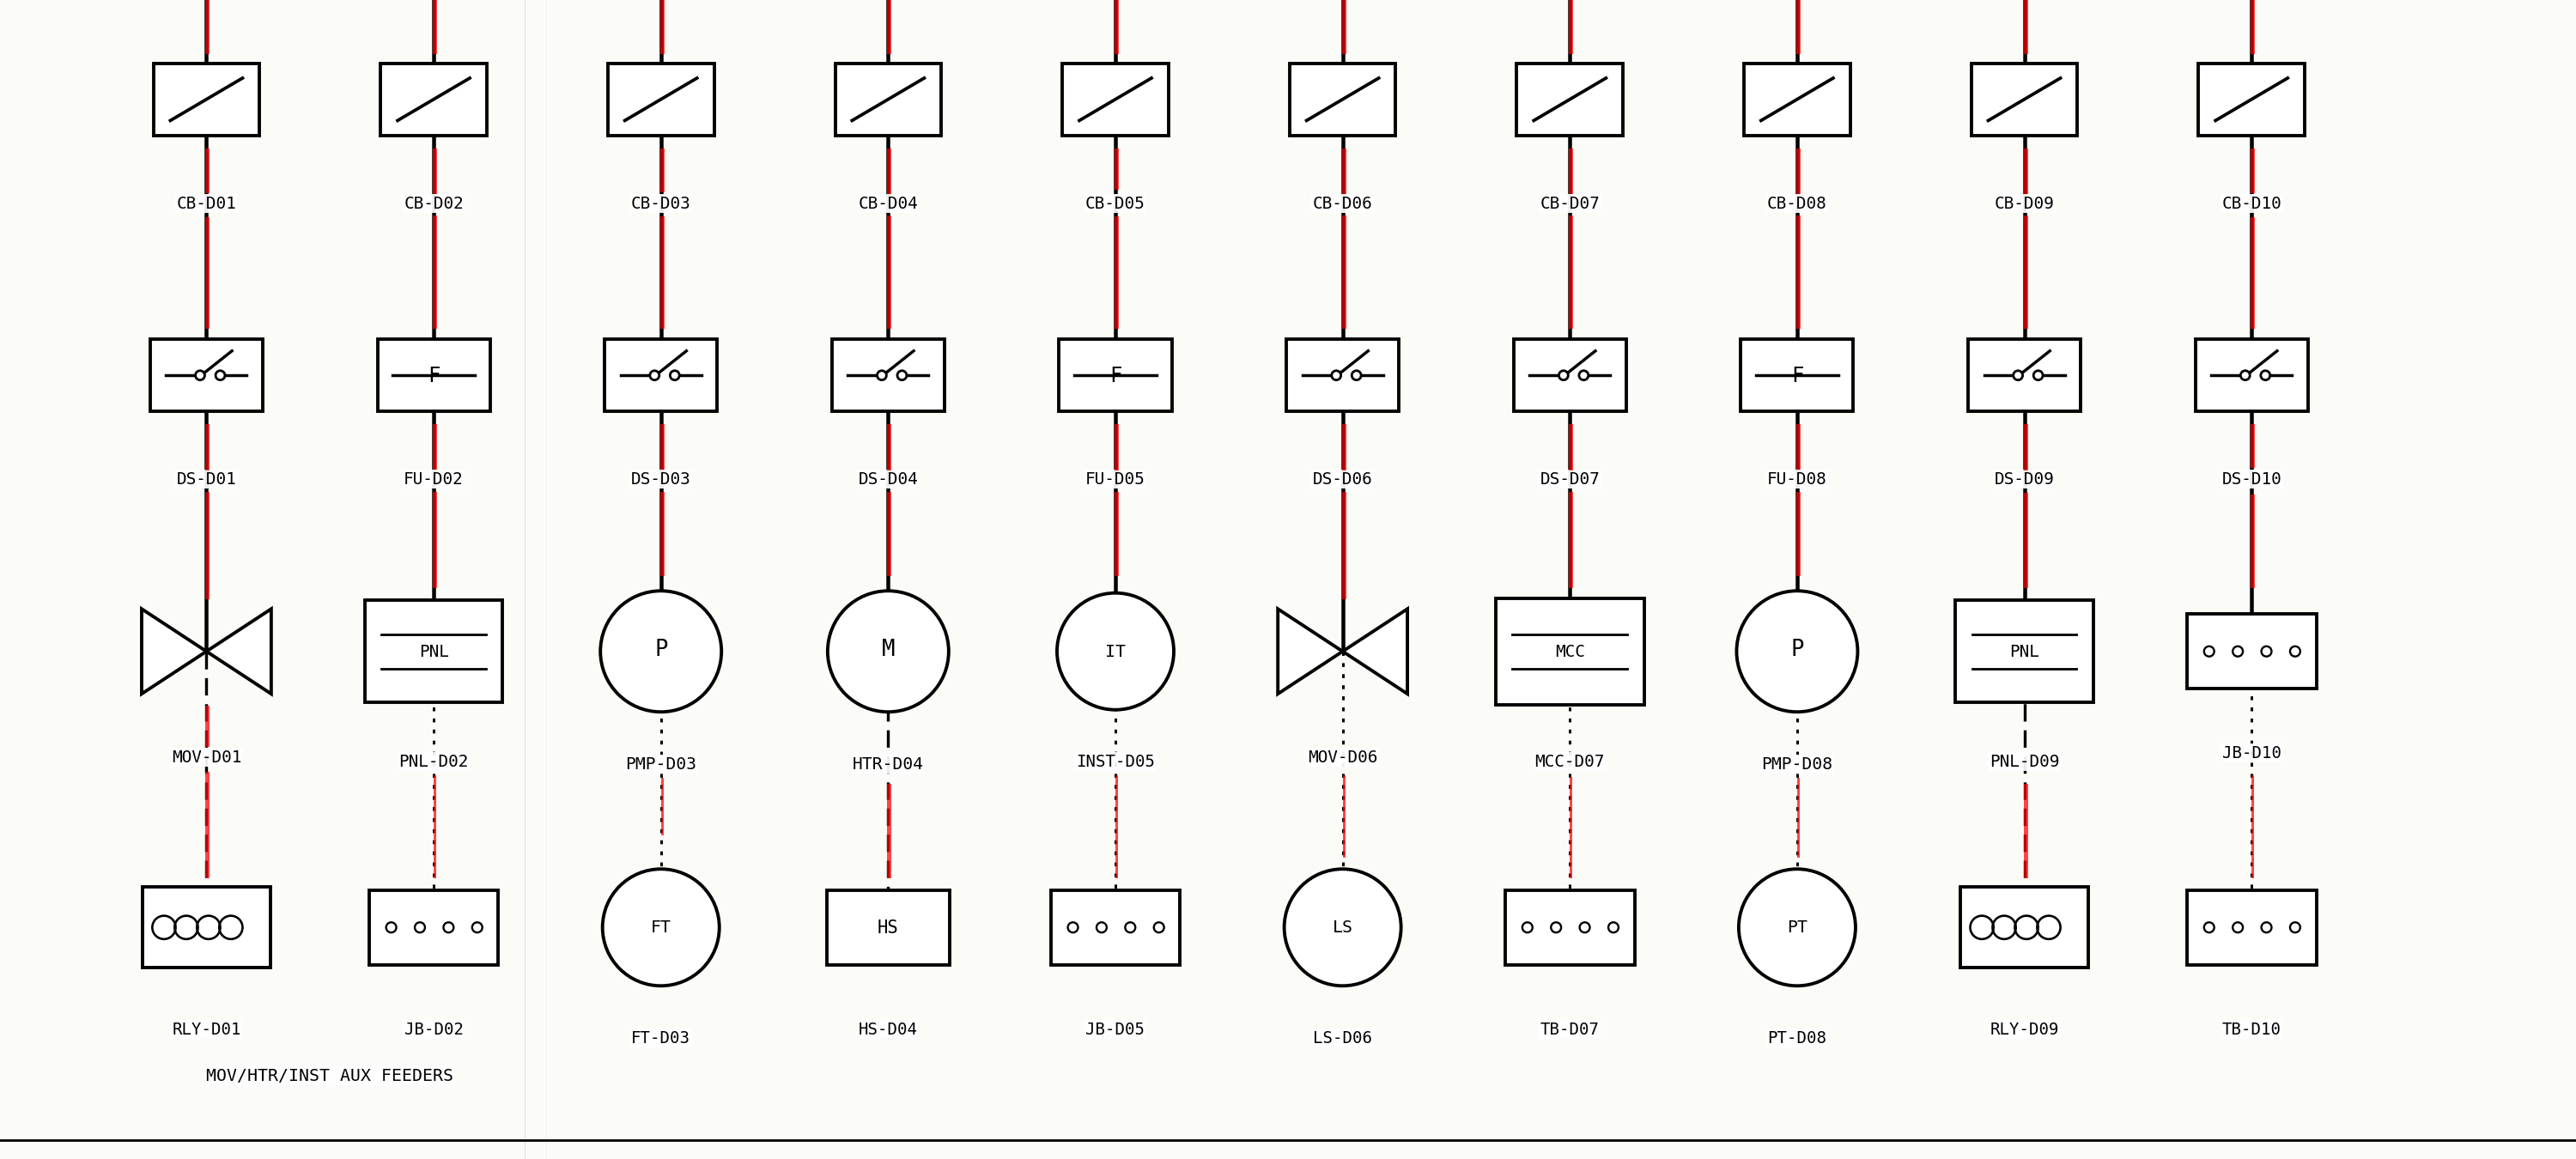 CB-D01 CB-D02 CB-D03 CB-D04 CB-D05 CB-D06 CB-D07 CB-D08 CB-D09 CB-D10
F F F
DS-D01 FU-D02 DS-D03 DS-D04 FU-D05 DS-D06 DS-D07 FU-D08 DS-D09 DS-D10
PNL P M IT MCC P PNL
MOV-D01 PNL-D02 PMP-D03 HTR-D04 INST-D05 MOV-D06 MCC-D07 PMP-D08 PNL-D09 JB-D10
FT HS LS PT
RLY-D01 JB-D02 FT-D03 HS-D04 JB-D05 LS-D06 TB-D07 PT-D08 RLY-D09 TB-D10
MOV/HTR/INST AUX FEEDERS